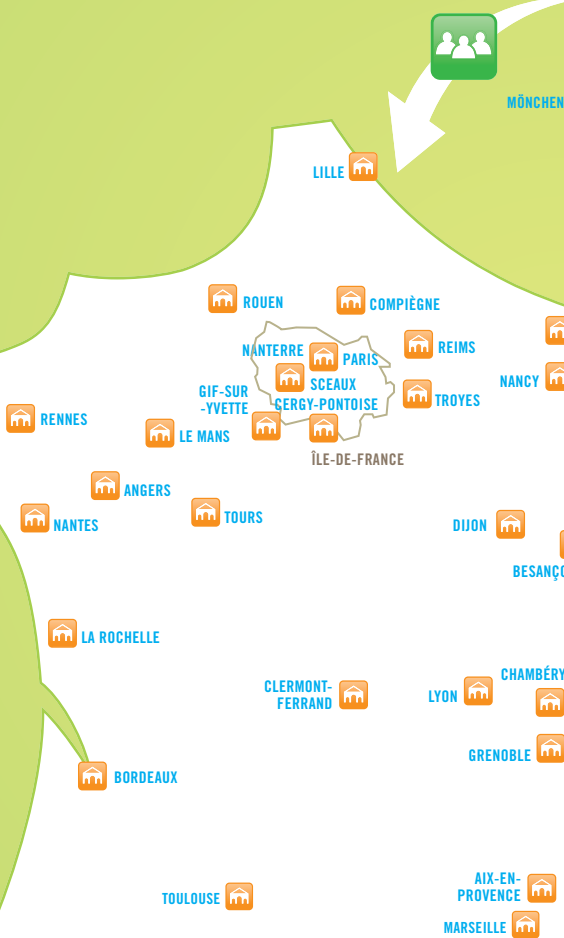 MÖNCHEN
LILLE
ROUEN
COMPIÈGNE
NANTERRE
PARIS
REIMS
SCEAUX
NANCY
GIF-SUR
-YVETTE
CERGY-PONTOISE
TROYES
RENNES
LE MANS
ÎLE-DE-FRANCE
ANGERS
TOURS
NANTES
DIJON
BESANÇO
LA ROCHELLE
CHAMBÉRY
CLERMONT-
FERRAND
LYON
GRENOBLE
BORDEAUX
AIX-EN-
PROVENCE
TOULOUSE
MARSEILLE